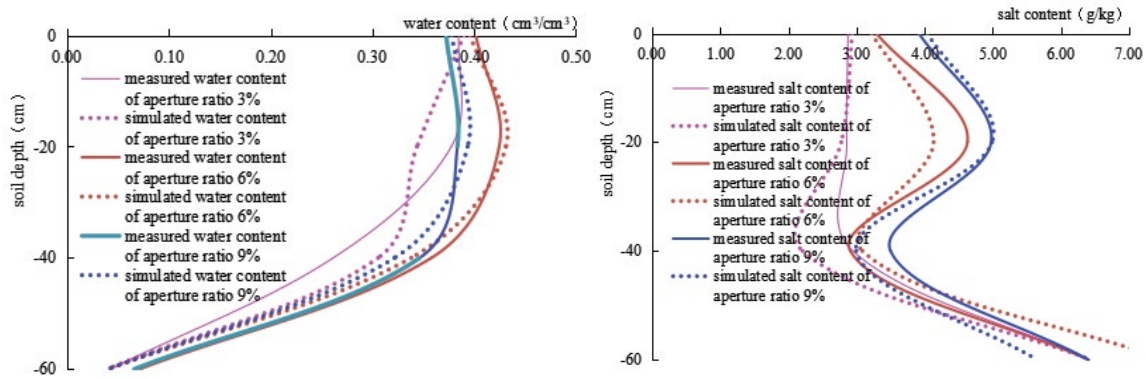 water content（cm³/cm³）
0.00 0.10 0.20 0.30 0.40 0.50
0
-20
-40
-60
soil depth（cm）
measured water content
of aperture ratio 3%
simulated water content
of aperture ratio 3%
measured water content
of aperture ratio 6%
simulated water content
of aperture ratio 6%
measured water content
of aperture ratio 9%
simulated water content
of aperture ratio 9%
salt content（g/kg）
0.00 1.00 2.00 3.00 4.00 5.00 6.00 7.00
0
-20
-40
-60
soil depth（cm）
measured salt content of
aperture ratio 3%
simulated salt content of
aperture ratio 3%
measured salt content of
aperture ratio 6%
simulated salt content of
aperture ratio 6%
measured salt content of
aperture ratio 9%
simulated salt content of
aperture ratio 9%